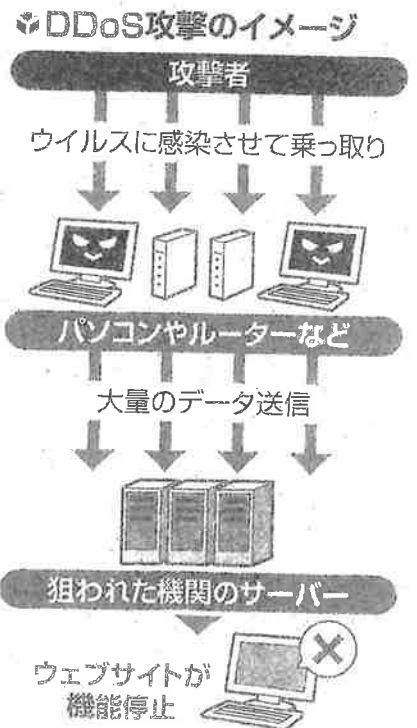 DDoS攻撃のイメージ
攻撃者
ウイルスに感染させて乗っ取り
パソコンやルーターなど
大量のデータ送信
狙われた機関のサーバー
ウェブサイトが
機能停止